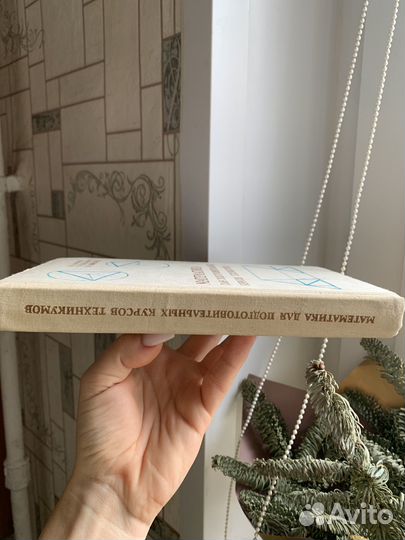 МАТЕМАТИКА ДЛЯ ПОДГОТОВИТЕЛЬНЫХ КУРСОВ ТЕХНИКУМОВ
Avito